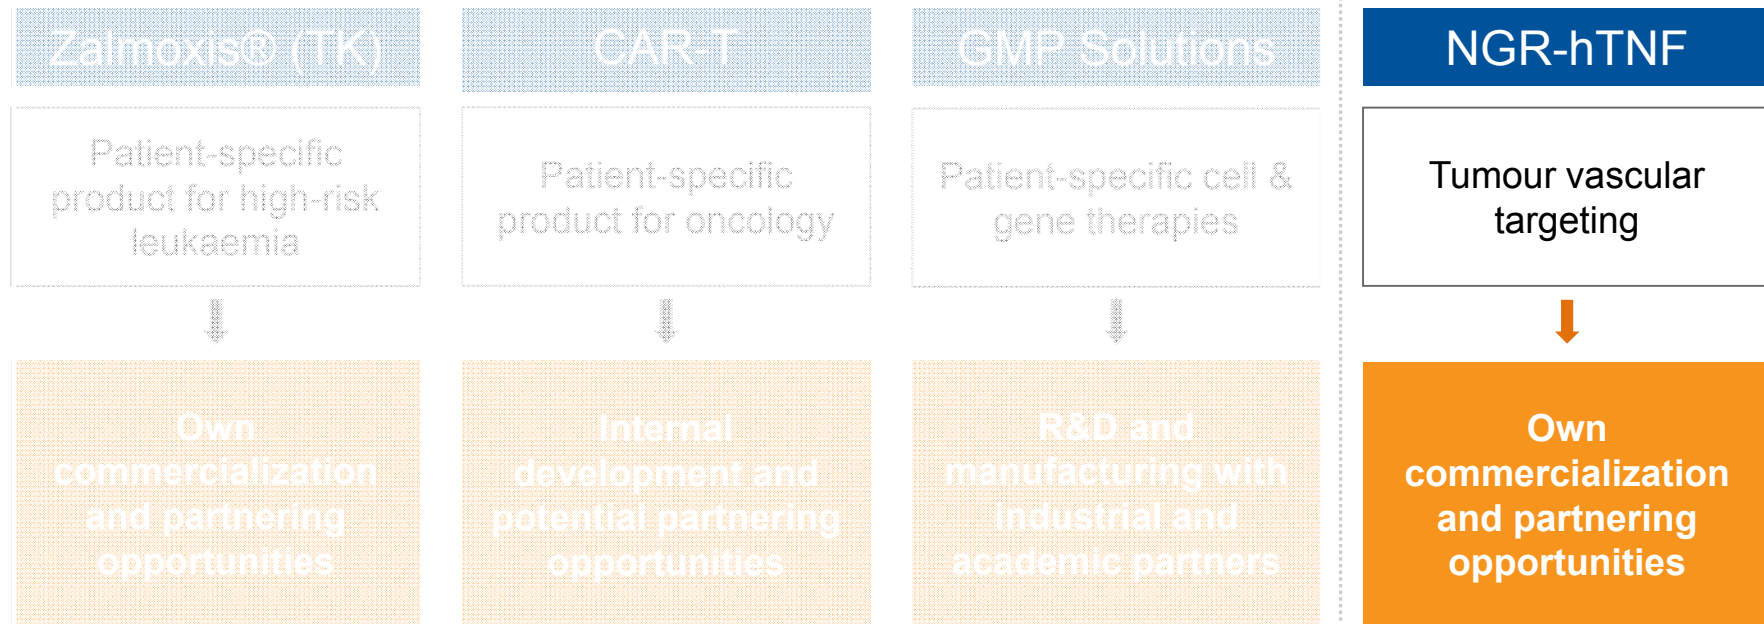 Zalmoxis® (TK)
CAR-T
GMP Solutions
NGR-hTNF
Patient-specific
product for high-risk
leukaemia
Patient-specific
product for oncology
Patient-specific cell &
gene therapies
Tumour vascular
targeting
Own
commercialization
and partnering
opportunities
Internal
development and
potential partnering
opportunities
R&D and
manufacturing with
industrial and
academic partners
Own
commercialization
and partnering
opportunities